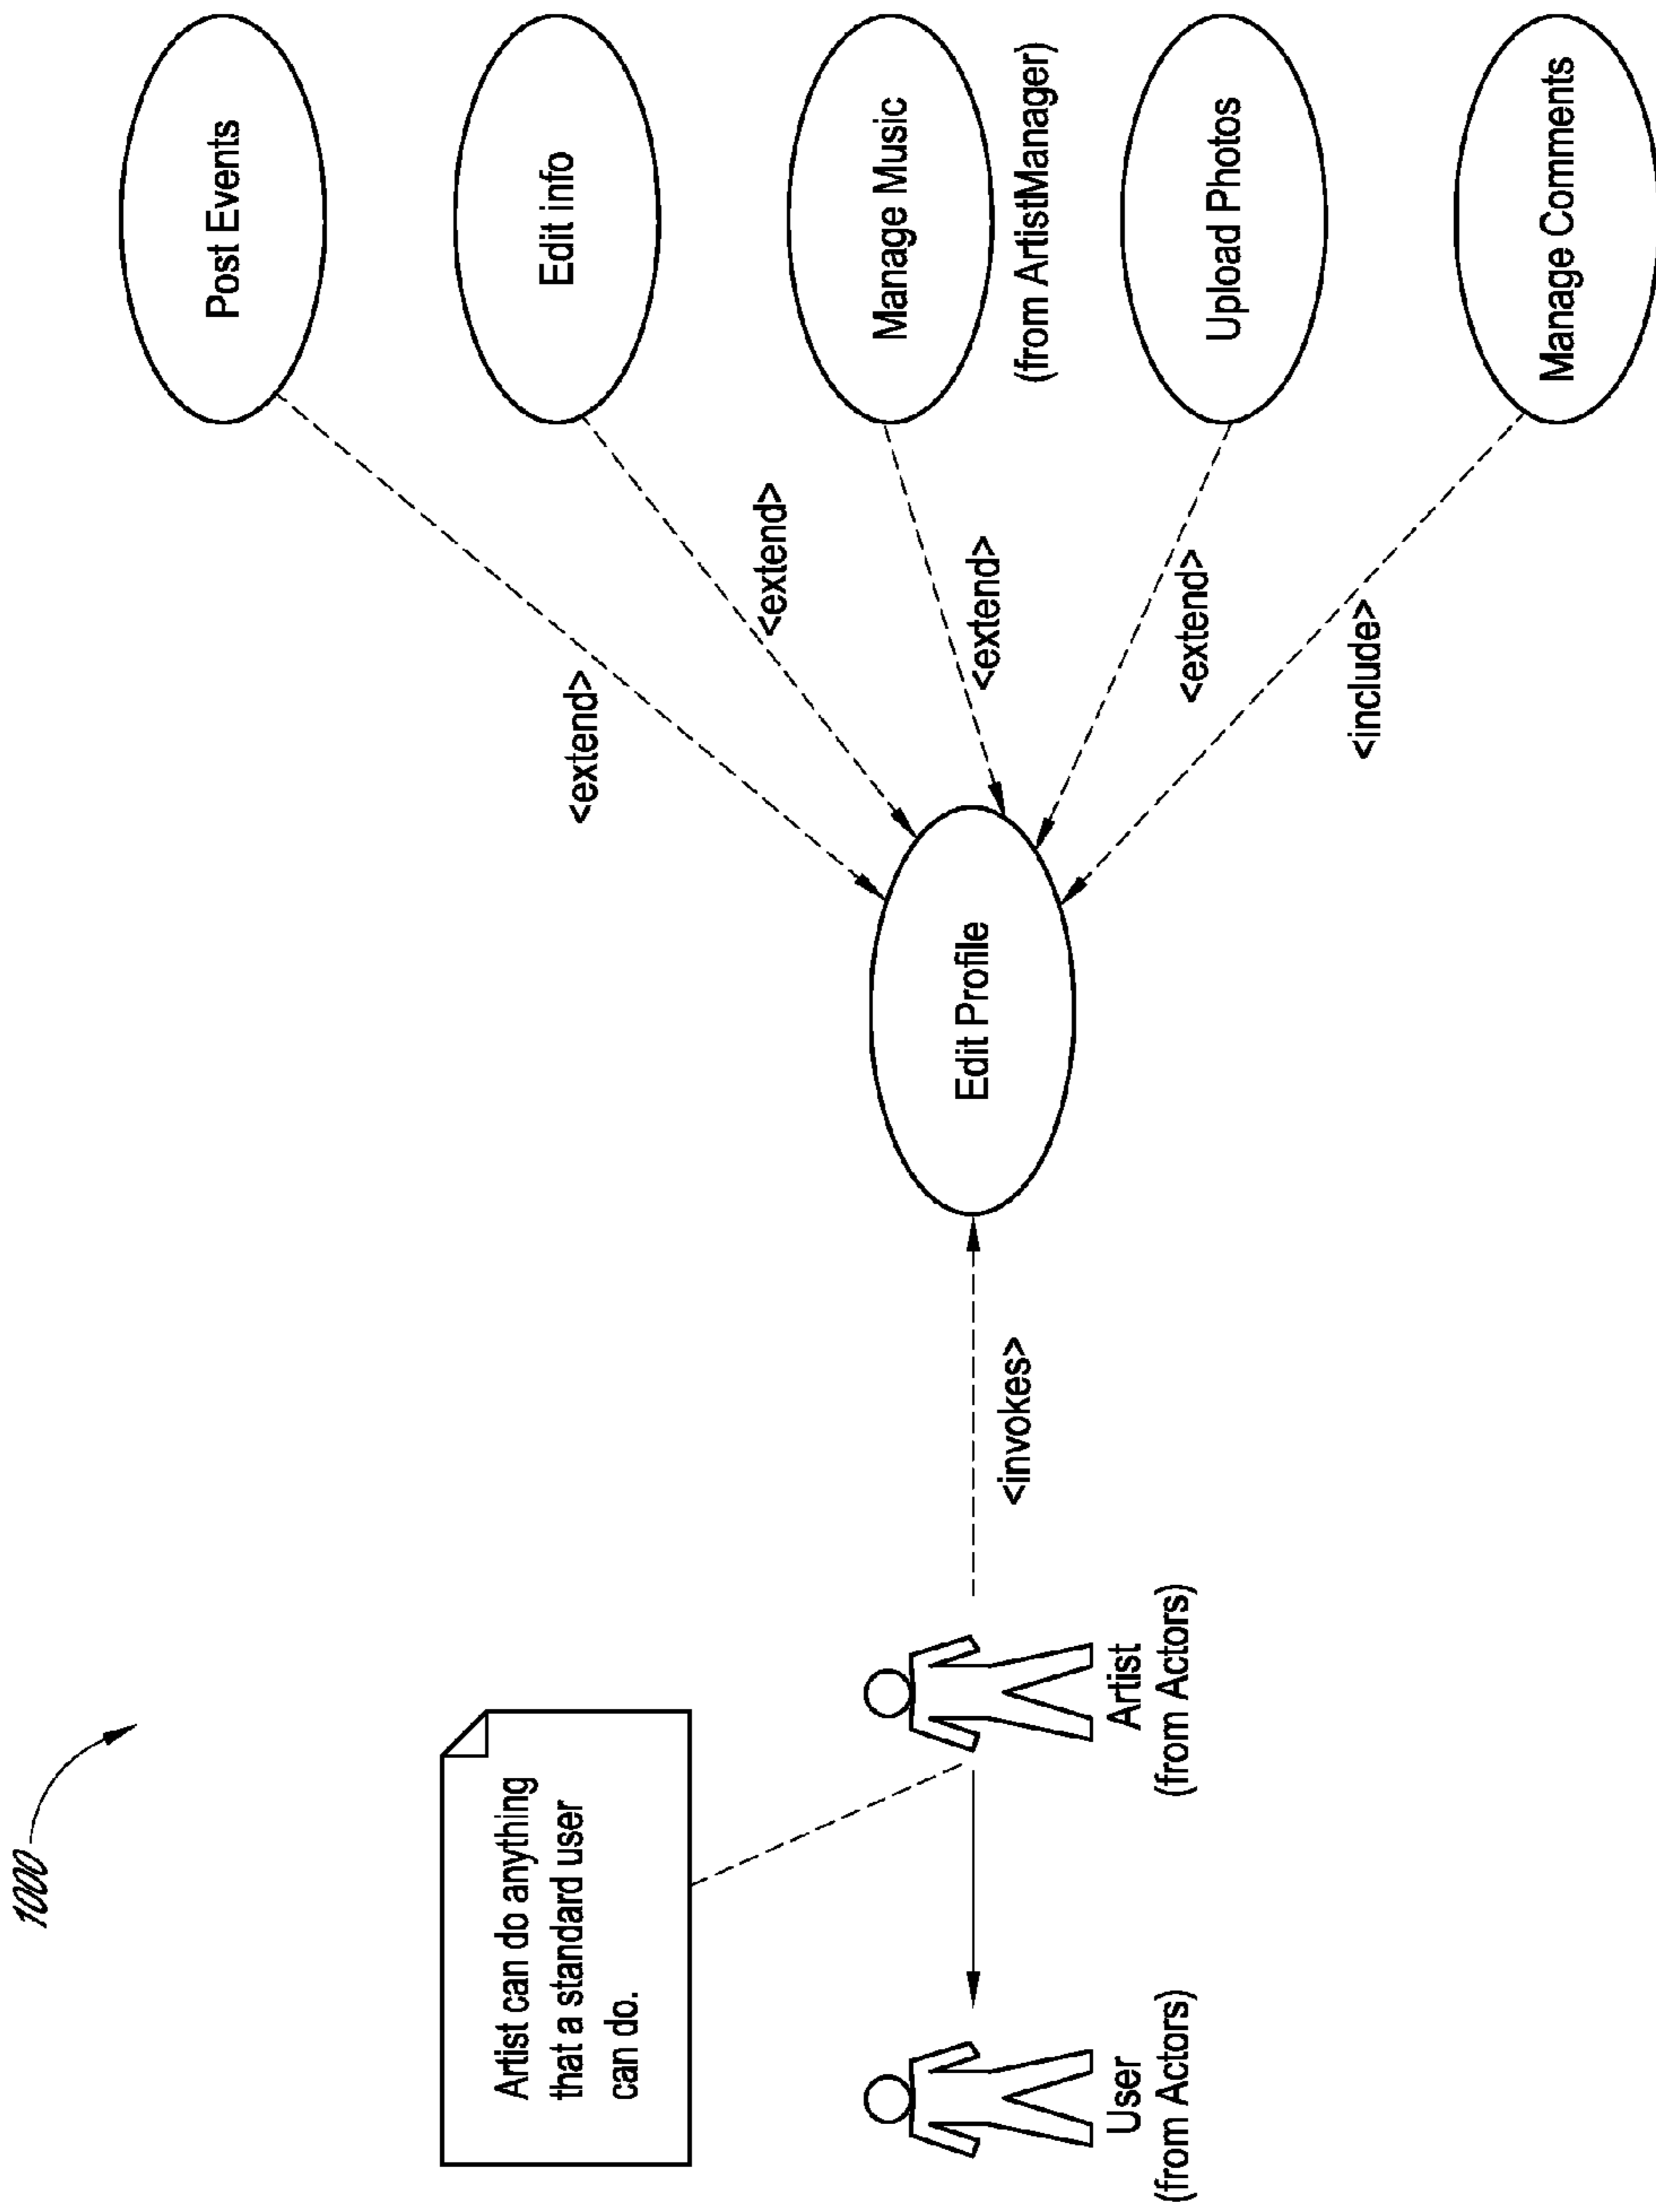 1000
Artist can do anything
that a standard user
can do.
User
(from Actors)
Artist
(from Actors)
<invokes>
Edit Profile
<extend>
<extend>
<extend>
<extend>
<include>
Post Events
Edit info
Manage Music
(from ArtistManager)
Upload Photos
Manage Comments